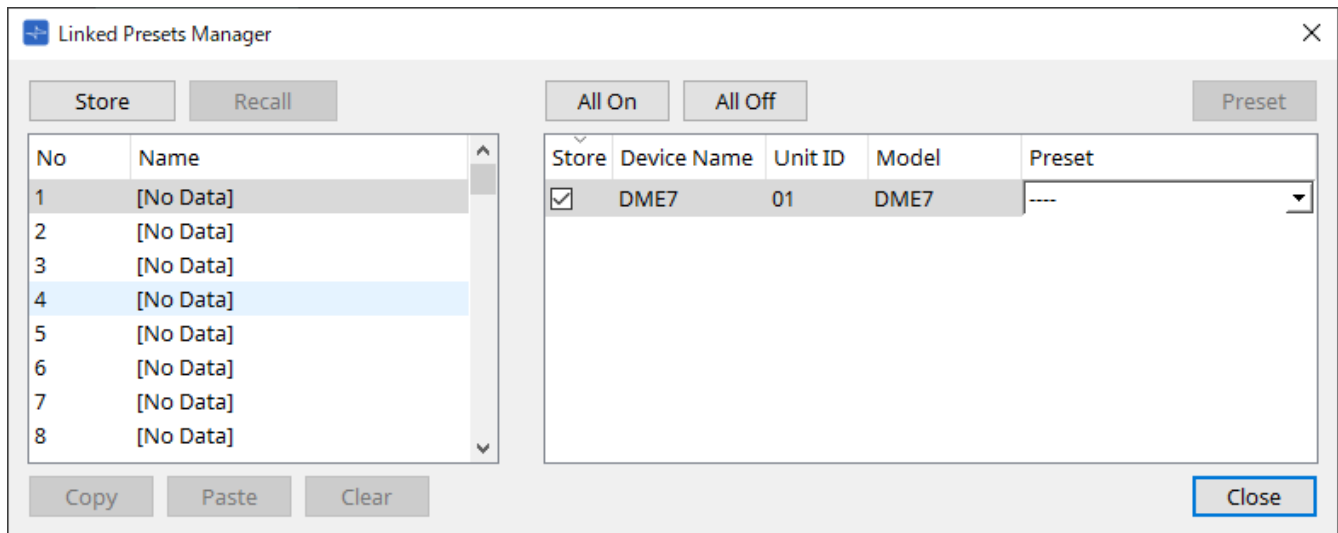 Linked Presets Manager
Store Recall All On All Off Preset
No Name Store Device Name Unit ID Model Preset
1 [No Data] DME7 01 DME7 ----
2 [No Data]
3 [No Data]
4 [No Data]
5 [No Data]
6 [No Data]
7 [No Data]
8 [No Data]
Copy Paste Clear Close